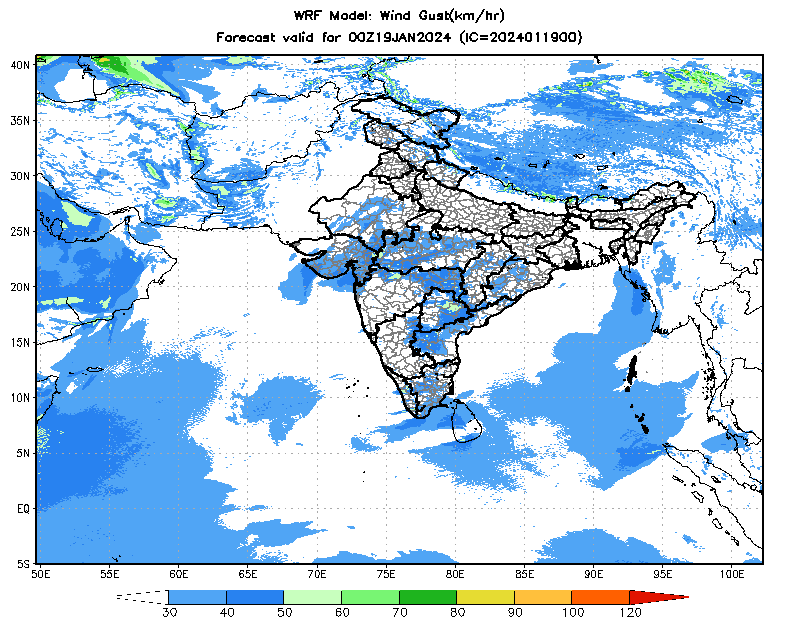 WRF Model: Wind Gust(km/hr)
Forecast valid for 00Z19JAN2024 (IC=2024011900)
40N
35N
30N
25N
20N
15N
10N
5N
EQ
5S
50E 55E 60E 65E 70E 75E 80E 85E 90E 95E 100E
30 40 50 60 70 80 90 100 120